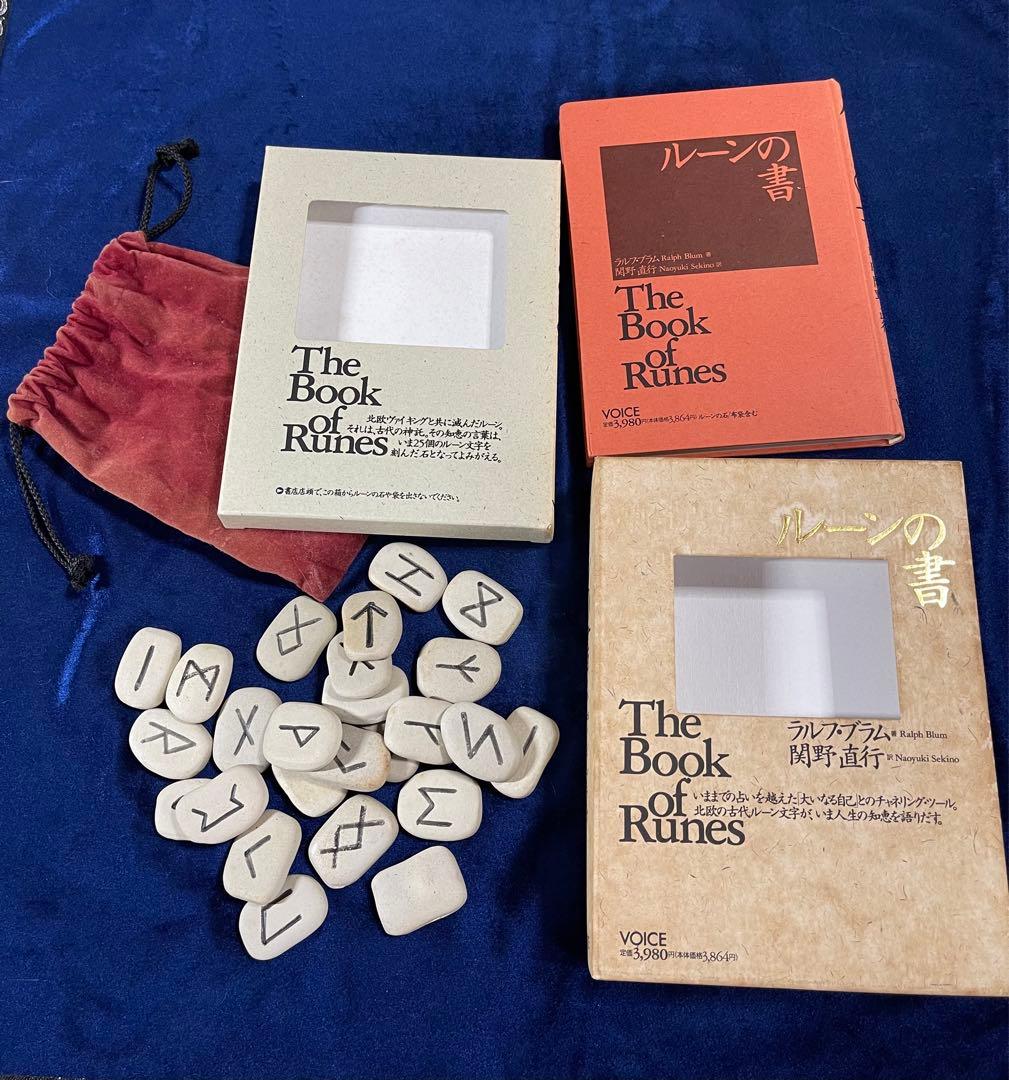 The
Book
of
Runes
北欧ヴァイキングと共に滅んだルーン。
それは、古代の神託。その知恵の言葉は、
いま25個のルーン文字を
刻んだ石となってよみがえる。
書店店頭で、この箱からルーンの石や袋を出さないでください。
ルーンの
書
ラルフ・ブラム Ralph Blum 著
関野直行 Naoyuki Sekino 訳
The
Book
of
Runes
VOICE
定価3,980円(本体価格3,864円) ルーンの石/布袋含む
ルーンの
書
The
Book
of
Runes
ラルフ・ブラム 著 Ralph Blum
関野直行 訳 Naoyuki Sekino
いままでの占いを越えた「大いなる自己」とのチャネリング・ツール。
北欧の古代ルーン文字が、いま人生の知恵を語りだす。
VOICE
定価3,980円(本体価格3,864円)